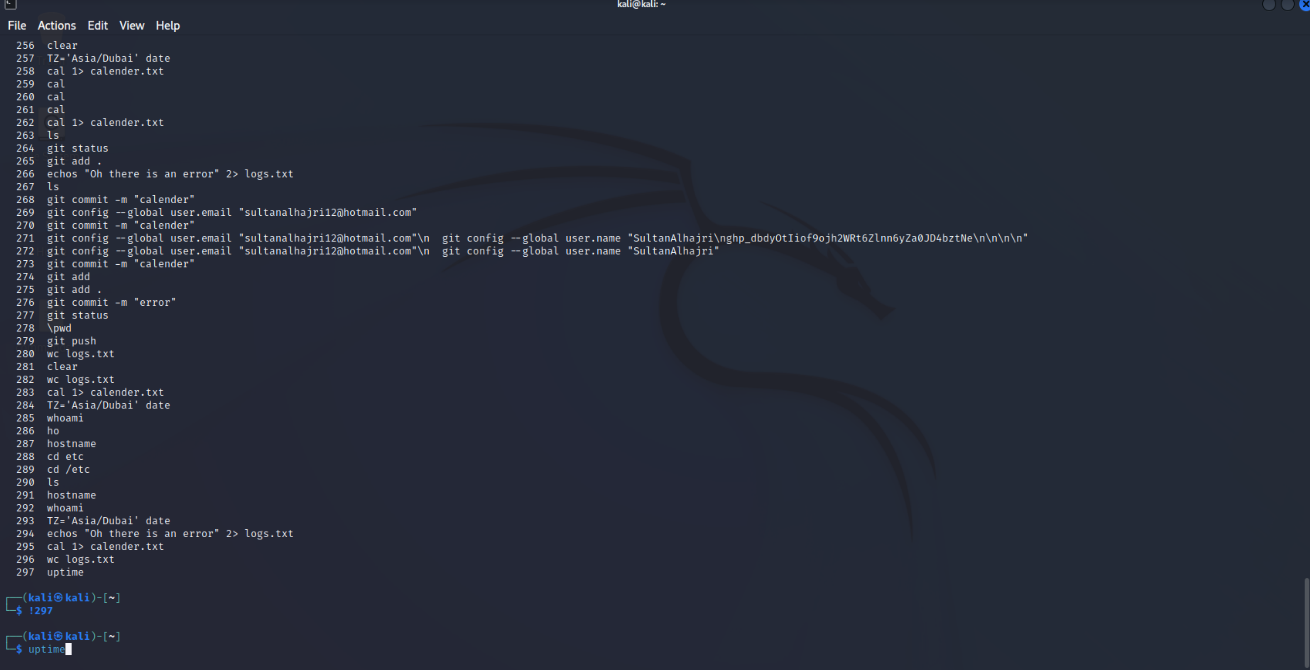 kali@kali: ~
File Actions Edit View Help
256 clear
257 TZ='Asia/Dubai' date
258 cal 1> calender.txt
259 cal
260 cal
261 cal
262 cal 1> calender.txt
263 ls
264 git status
265 git add .
266 echos "Oh there is an error" 2> logs.txt
267 ls
268 git commit -m "calender"
269 git config --global user.email "sultanalhajri12@hotmail.com"
270 git commit -m "calender"
271 git config --global user.email "sultanalhajri12@hotmail.com"\n git config --global user.name "SultanAlhajri\n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\n\n\n\n"
272 git config --global user.email "sultanalhajri12@hotmail.com"\n git config --global user.name "SultanAlhajri"
273 git commit -m "calender"
274 git add
275 git add .
276 git commit -m "error"
277 git status
278 \pwd
279 git push
280 wc logs.txt
281 clear
282 wc logs.txt
283 cal 1> calender.txt
284 TZ='Asia/Dubai' date
285 whoami
286 ho
287 hostname
288 cd etc
289 cd /etc
290 ls
291 hostname
292 whoami
293 TZ='Asia/Dubai' date
294 echos "Oh there is an error" 2> logs.txt
295 cal 1> calender.txt
296 wc logs.txt
297 uptime
(kali㉿kali)-[~]
$ !297
(kali㉿kali)-[~]
$ uptime